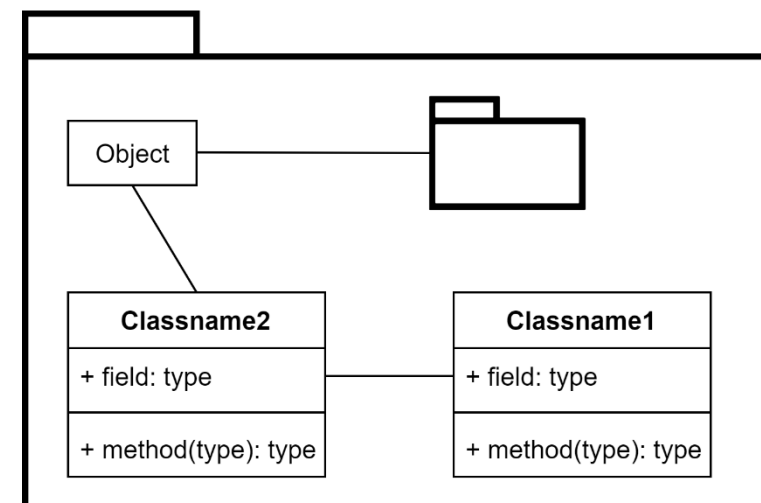 Object
Classname2
+ field: type
+ method(type): type
Classname1
+ field: type
+ method(type): type